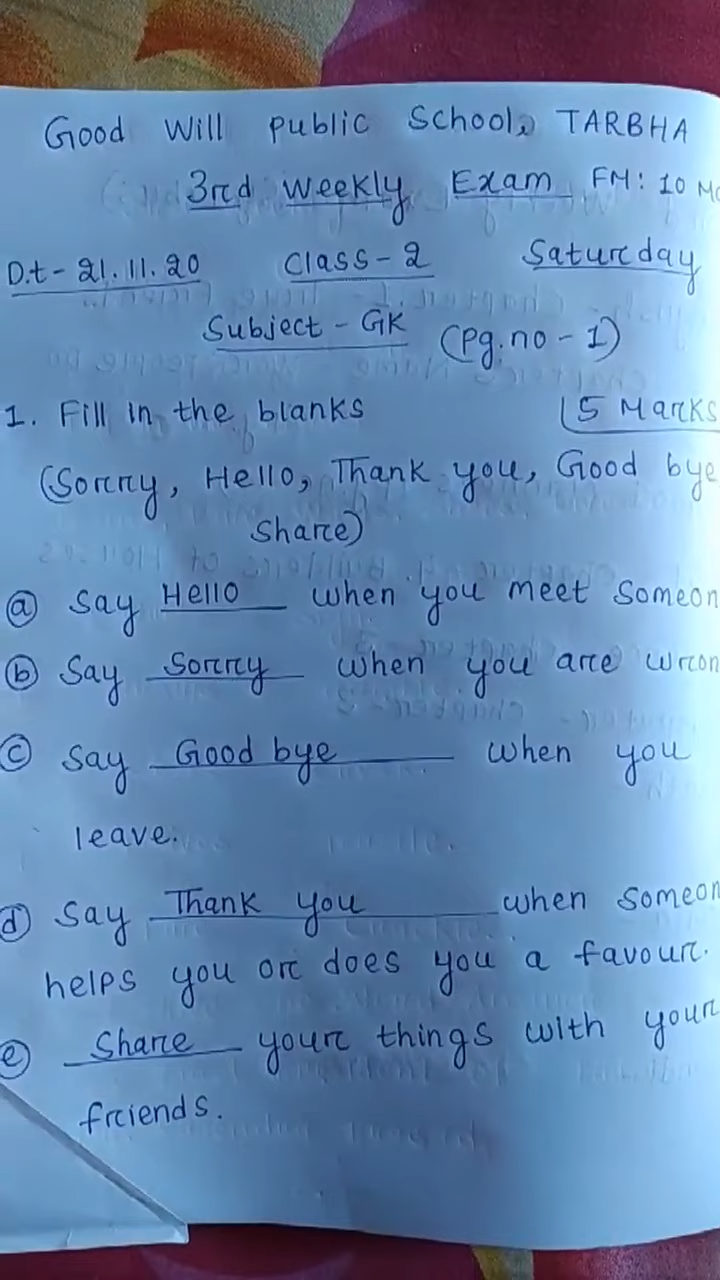 Good Will Public School, TARBHA
3rd Weekly Exam FM: 10
D.t - 21.11.20 Class - 2 Saturday
Subject - GK (Pg. no - 1)
1. Fill in the blanks 5 Marks
(Sorry, Hello, Thank you, Good bye
Share)
(a) Say Hello when you meet Someon
(b) Say Sorry when you are wron
(c) Say Good bye when you
leave.
(d) Say Thank you when Someon
helps you or does you a favour.
(e) Share your things with your
friends.